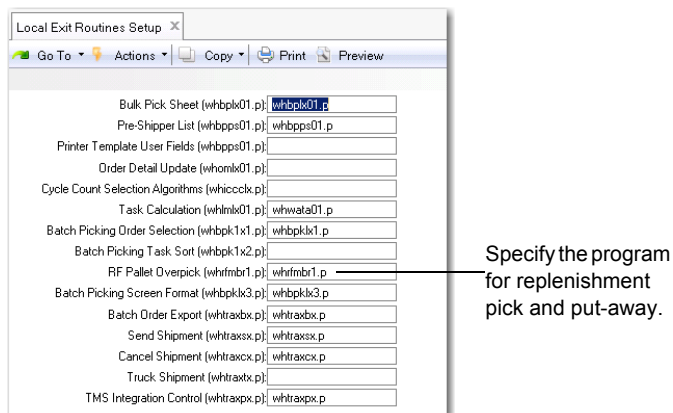 Local Exit Routines Setup
Go To Actions Copy Print Preview
Bulk Pick Sheet (whbplx01.p): whbplx01.p
Pre-Shipper List (whbpps01.p): whbpps01.p
Printer Template User Fields (whbpps01.p):
Order Detail Update (whomlx01.p):
Cycle Count Selection Algorithms (whiccclx.p):
Task Calculation (whlmlx01.p): whwata01.p
Batch Picking Order Selection (whbpk1x1.p): whbpklx1.p
Batch Picking Task Sort (whbpk1x2.p):
RF Pallet Overpick (whrfmbr1.p): whrfmbr1.p
Batch Picking Screen Format (whbpklx3.p): whbpklx3.p
Batch Order Export (whtraxbx.p): whtraxbx.p
Send Shipment (whtraxsx.p): whtraxsx.p
Cancel Shipment (whtraxcx.p): whtraxcx.p
Truck Shipment (whtraxtx.p):
TMS Integration Control (whtraxpx.p): whtraxpx.p
Specify the program
for replenishment
pick and put-away.